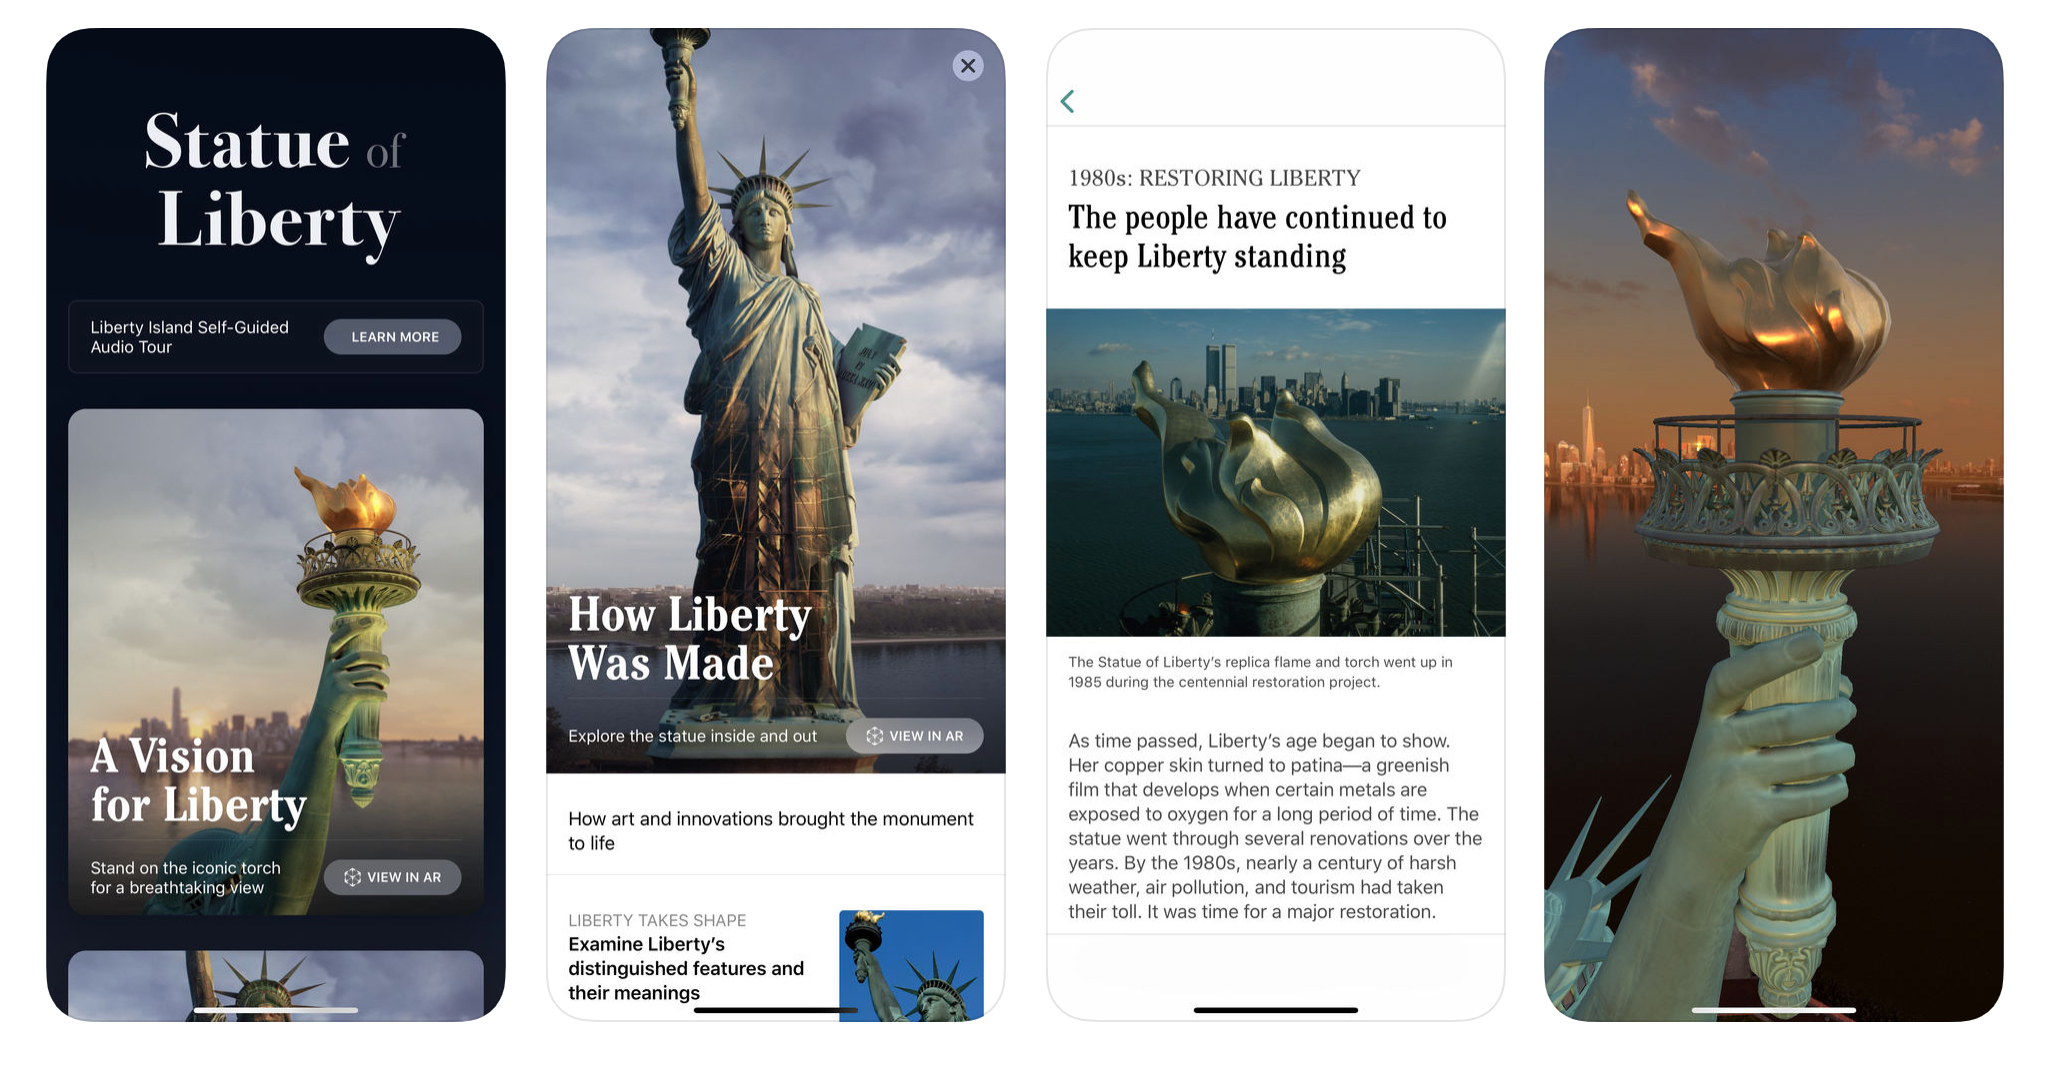 Statue of
Liberty
Liberty Island Self-Guided
Audio Tour
LEARN MORE
A Vision
for Liberty
Stand on the iconic torch
for a breathtaking view
VIEW IN AR
How Liberty
Was Made
Explore the statue inside and out
VIEW IN AR
How art and innovations brought the monument
to life
LIBERTY TAKES SHAPE
Examine Liberty's
distinguished features and
their meanings
1980s: RESTORING LIBERTY
The people have continued to
keep Liberty standing
The Statue of Liberty's replica flame and torch went up in
1985 during the centennial restoration project.
As time passed, Liberty's age began to show.
Her copper skin turned to patina—a greenish
film that develops when certain metals are
exposed to oxygen for a long period of time. The
statue went through several renovations over the
years. By the 1980s, nearly a century of harsh
weather, air pollution, and tourism had taken
their toll. It was time for a major restoration.